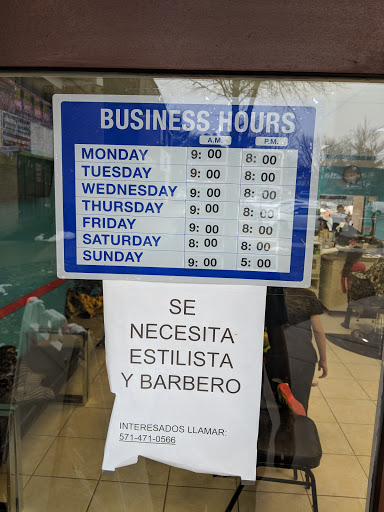 BUSINESS HOURS
A.M. P.M.
MONDAY 9:00 8:00
TUESDAY 9:00 8:00
WEDNESDAY 9:00 8:00
THURSDAY 9:00 8:00
FRIDAY 9:00 8:00
SATURDAY 8:00 8:00
SUNDAY 9:00 5:00
SE
NECESITA
ESTILISTA
Y BARBERO
INTERESADOS LLAMAR:
571-471-0566